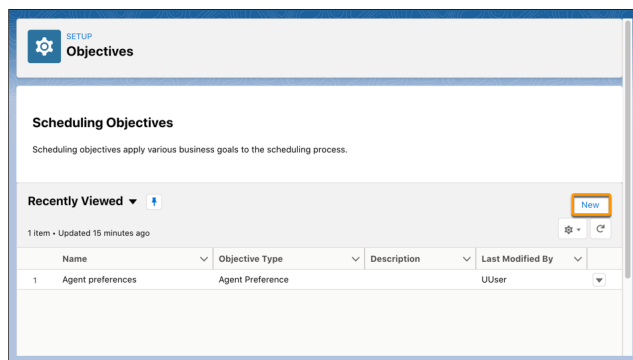 SETUP
Objectives
Scheduling Objectives
Scheduling objectives apply various business goals to the scheduling process.
Recently Viewed
New
1 item • Updated 15 minutes ago
Name Objective Type Description Last Modified By
1 Agent preferences Agent Preference UUser